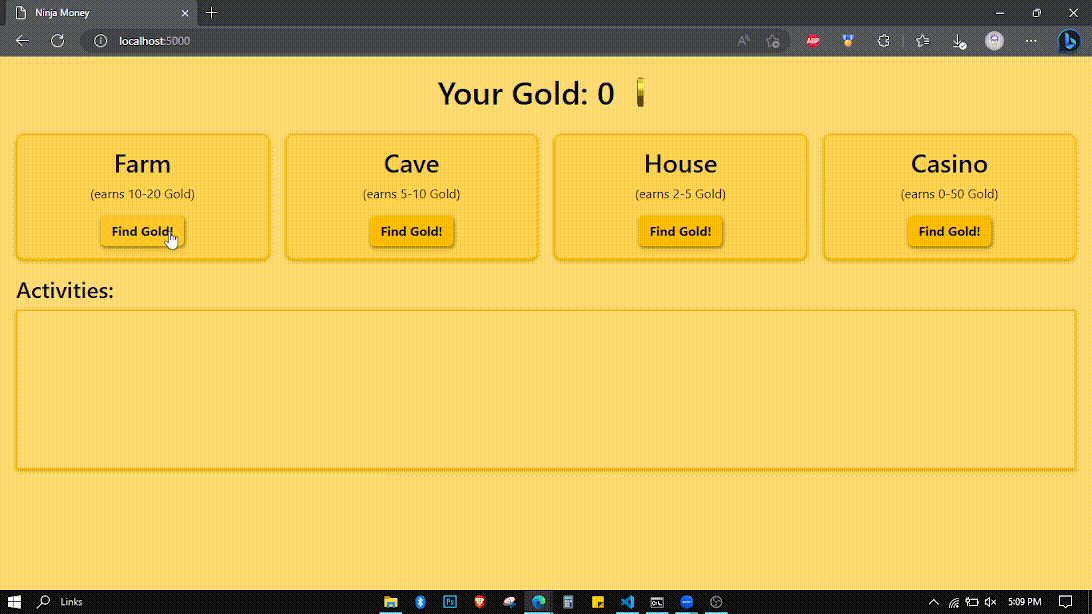 Ninja Money
localhost:5000
ABP
Your Gold: 0
Farm
(earns 10-20 Gold)
Find Gold!
Cave
(earns 5-10 Gold)
Find Gold!
House
(earns 2-5 Gold)
Find Gold!
Casino
(earns 0-50 Gold)
Find Gold!
Activities:
Links
Ps
5:09 PM